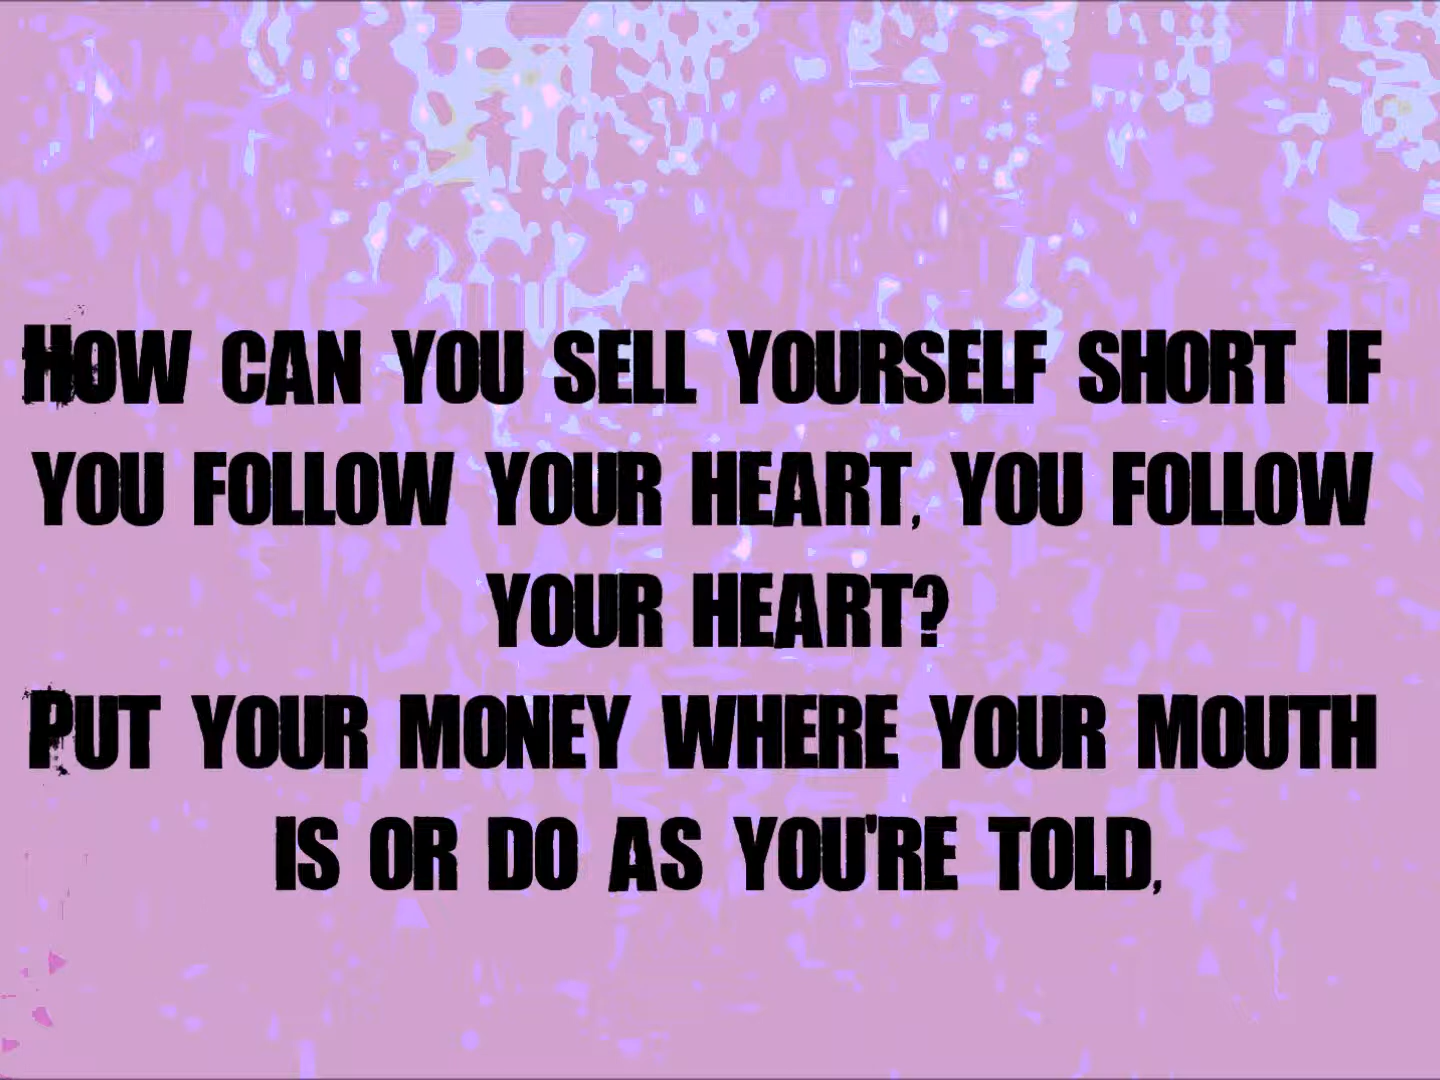 How can you sell yourself short if
you follow your heart, you follow
your heart?
Put your money where your mouth
is or do as you're told,